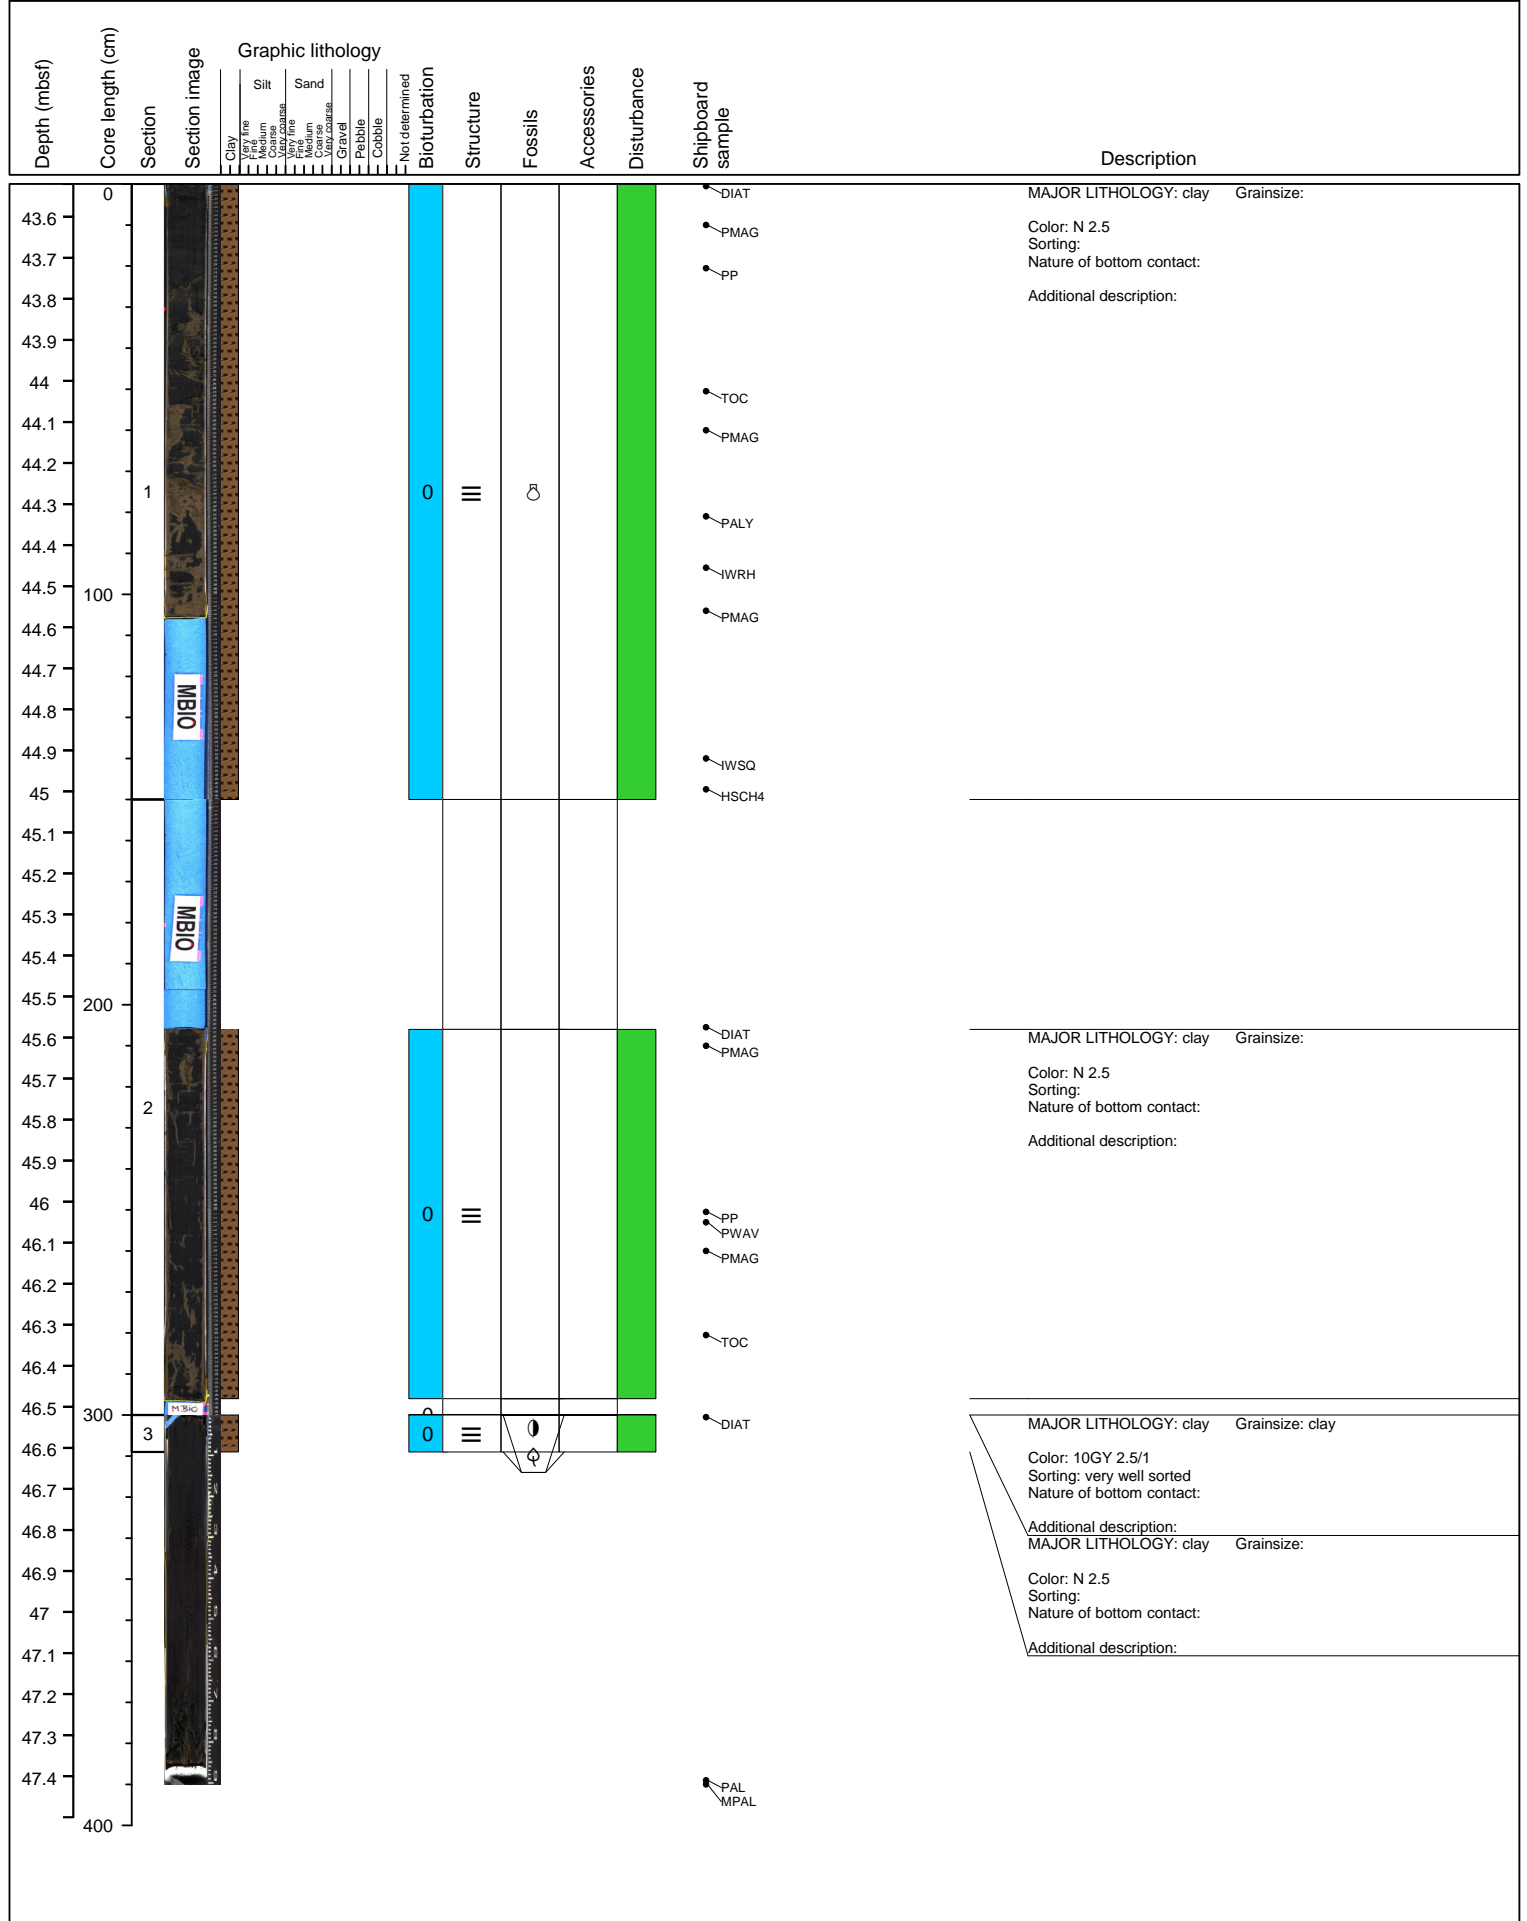 Depth (mbsf)
Core length (cm)
Section
Section image
Graphic lithology
Clay
Silt
Very fine
Fine
Medium
Coarse
Very coarse
Sand
Very fine
Fine
Medium
Coarse
Very coarse
Gravel
Pebble
Cobble
Not determined
Bioturbation
Structure
Fossils
Accessories
Disturbance
Shipboard
sample
Description
43.6
43.7
43.8
43.9
44
44.1
44.2
44.3
44.4
44.5
44.6
44.7
44.8
44.9
45
45.1
45.2
45.3
45.4
45.5
45.6
45.7
45.8
45.9
46
46.1
46.2
46.3
46.4
46.5
46.6
46.7
46.8
46.9
47
47.1
47.2
47.3
47.4
0
100
200
300
400
1
2
3
MBIO
MBIO
MBIO
0
0
0
0
DIAT
PMAG
PP
TOC
PMAG
PALY
IWRH
PMAG
IWSQ
HSCH4
DIAT
PMAG
PP
PWAV
PMAG
TOC
DIAT
PAL
MPAL
MAJOR LITHOLOGY: clay Grainsize:
Color: N 2.5
Sorting:
Nature of bottom contact:
Additional description:
MAJOR LITHOLOGY: clay Grainsize:
Color: N 2.5
Sorting:
Nature of bottom contact:
Additional description:
MAJOR LITHOLOGY: clay Grainsize: clay
Color: 10GY 2.5/1
Sorting: very well sorted
Nature of bottom contact:
Additional description:
MAJOR LITHOLOGY: clay Grainsize:
Color: N 2.5
Sorting:
Nature of bottom contact:
Additional description: